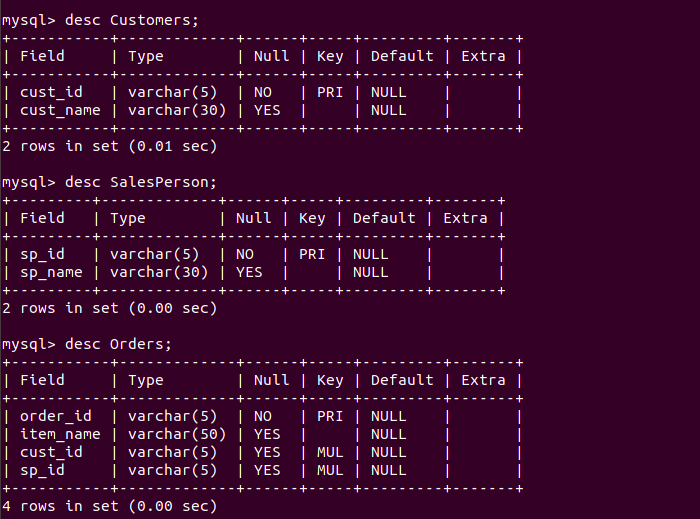 mysql> desc Customers;
+-----------+-------------+------+-----+---------+-------+
| Field     | Type        | Null | Key | Default | Extra |
+-----------+-------------+------+-----+---------+-------+
| cust_id   | varchar(5)  | NO   | PRI | NULL    |       |
| cust_name | varchar(30) | YES  |     | NULL    |       |
+-----------+-------------+------+-----+---------+-------+
2 rows in set (0.01 sec)

mysql> desc SalesPerson;
+---------+-------------+------+-----+---------+-------+
| Field   | Type        | Null | Key | Default | Extra |
+---------+-------------+------+-----+---------+-------+
| sp_id   | varchar(5)  | NO   | PRI | NULL    |       |
| sp_name | varchar(30) | YES  |     | NULL    |       |
+---------+-------------+------+-----+---------+-------+
2 rows in set (0.00 sec)

mysql> desc Orders;
+-----------+-------------+------+-----+---------+-------+
| Field     | Type        | Null | Key | Default | Extra |
+-----------+-------------+------+-----+---------+-------+
| order_id  | varchar(5)  | NO   | PRI | NULL    |       |
| item_name | varchar(50) | YES  |     | NULL    |       |
| cust_id   | varchar(5)  | YES  | MUL | NULL    |       |
| sp_id     | varchar(5)  | YES  | MUL | NULL    |       |
+-----------+-------------+------+-----+---------+-------+
4 rows in set (0.00 sec)